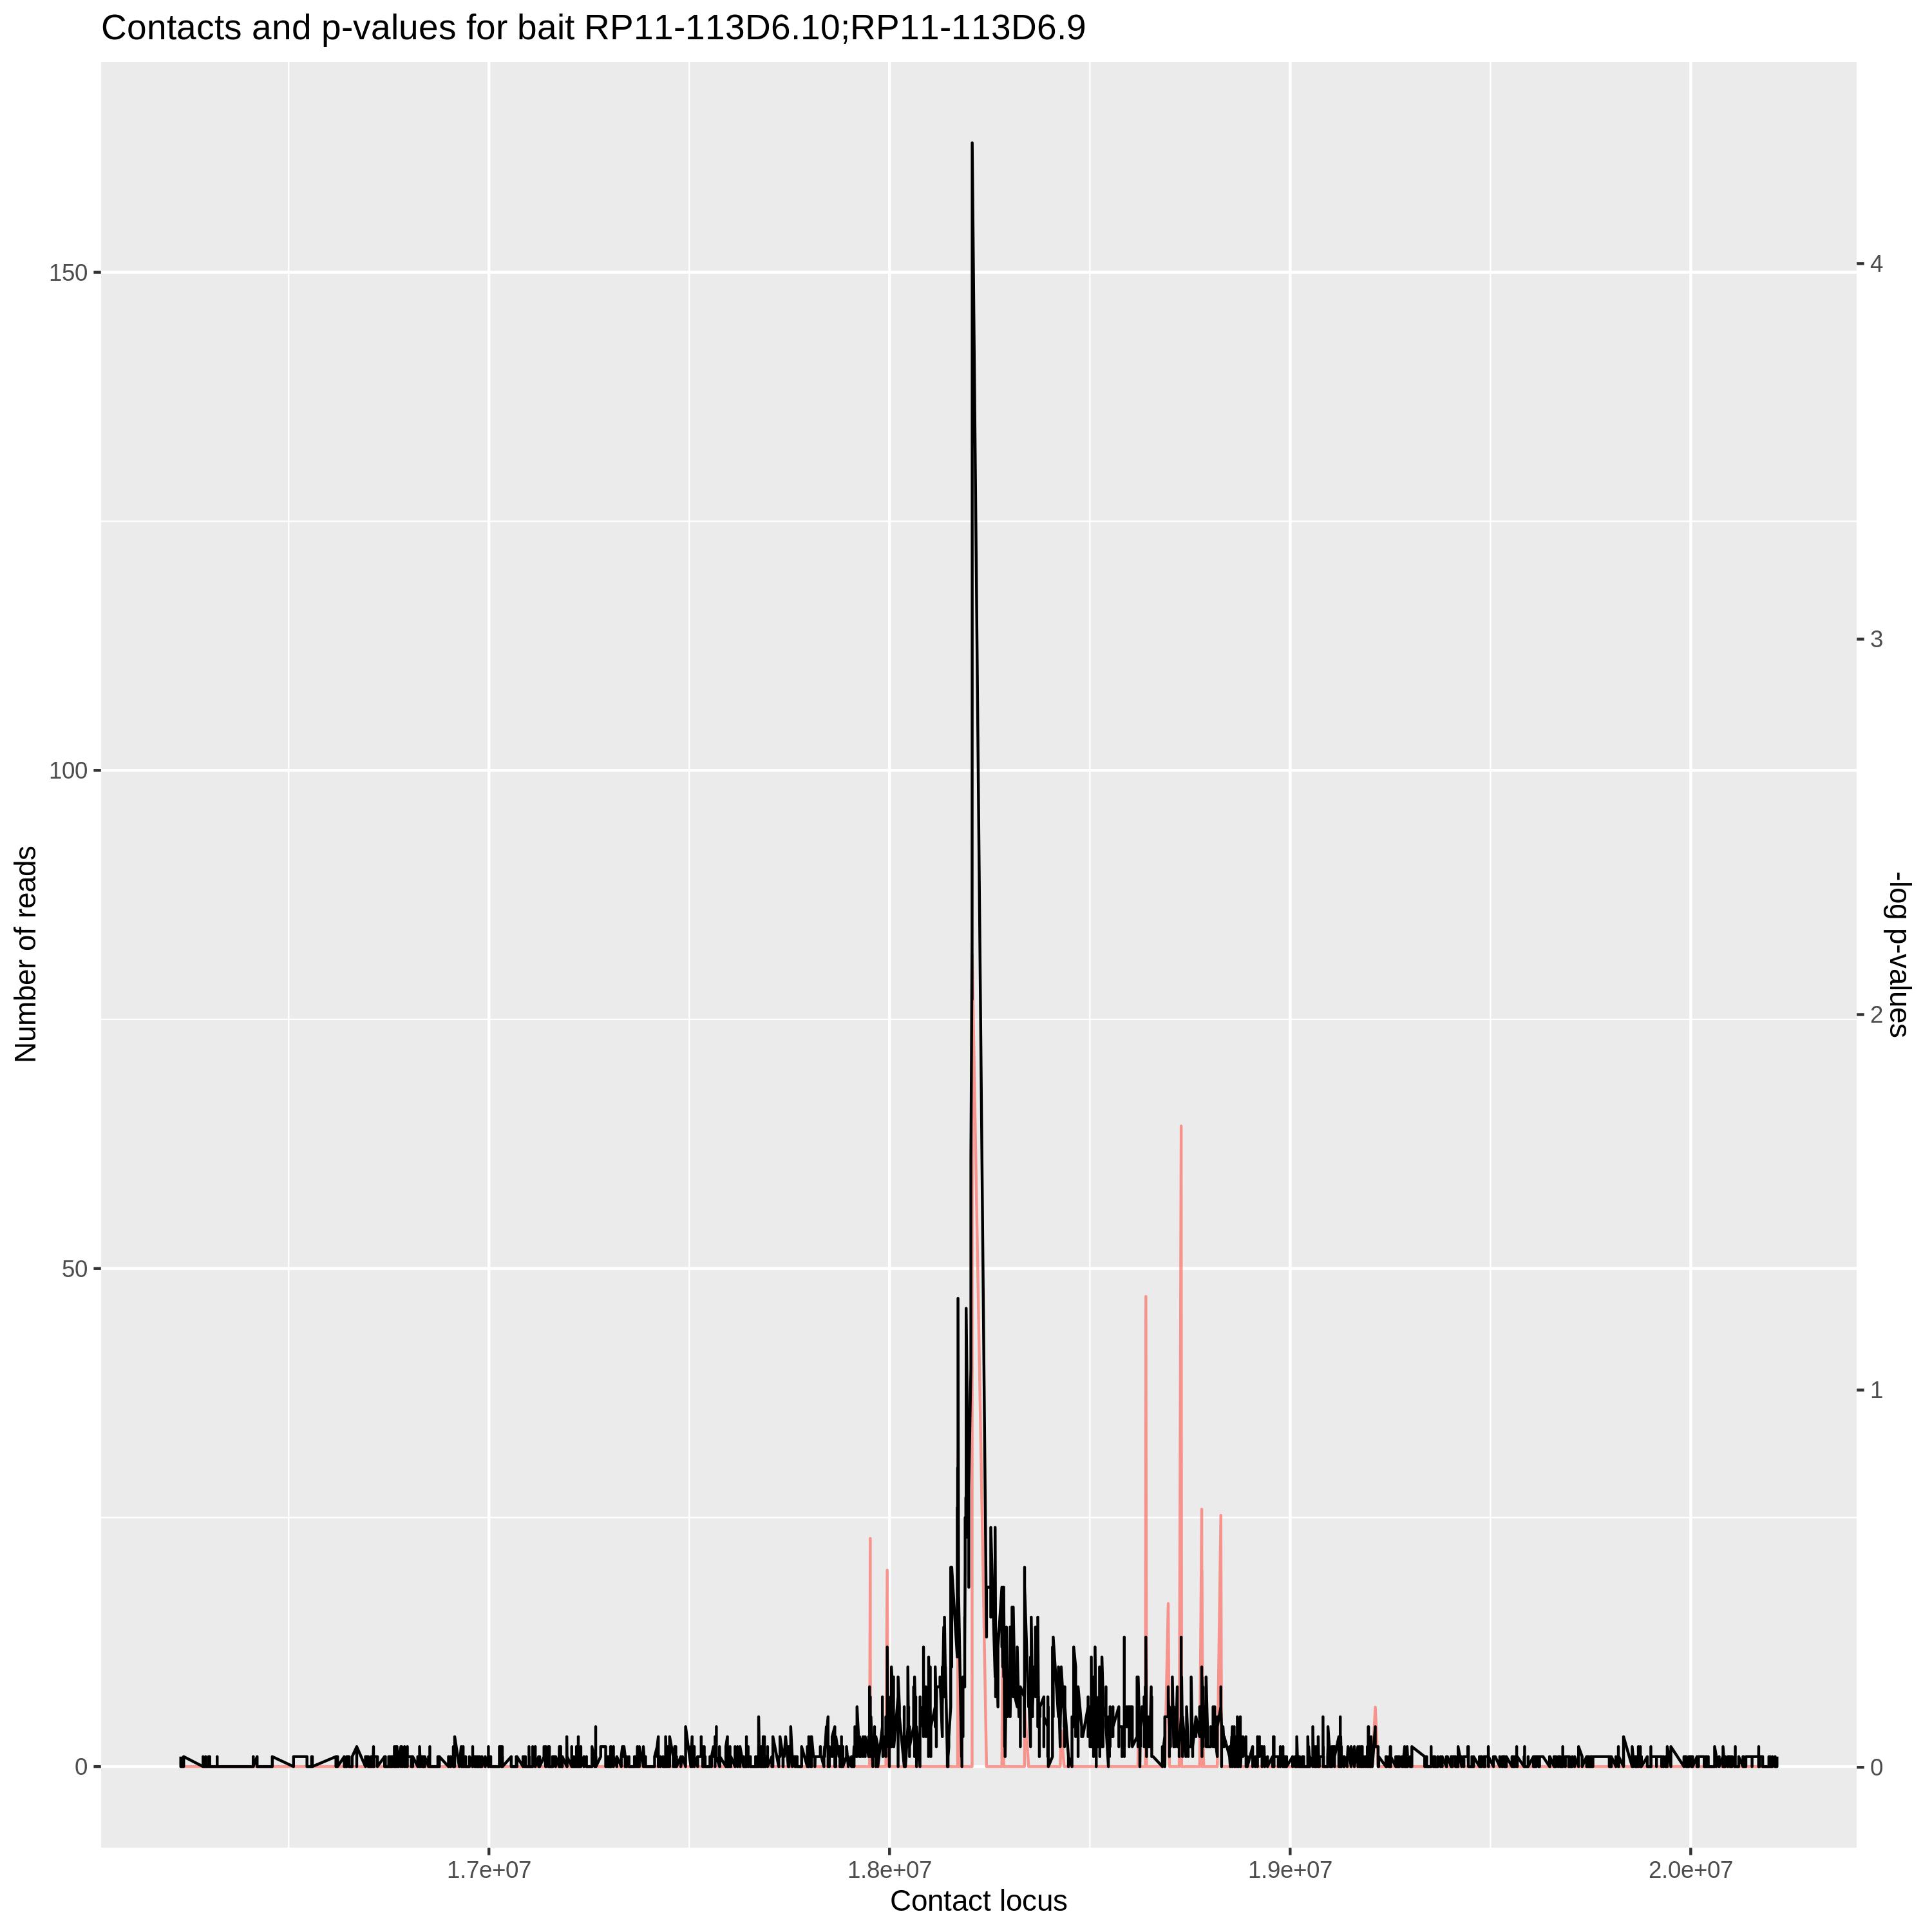 Contacts and p-values for bait RP11-113D6.10;RP11-113D6.9
150
100
50
0
Number of reads
4
3
2
1
0
-log p-values
1.7e+07
1.8e+07
1.9e+07
2.0e+07
Contact locus